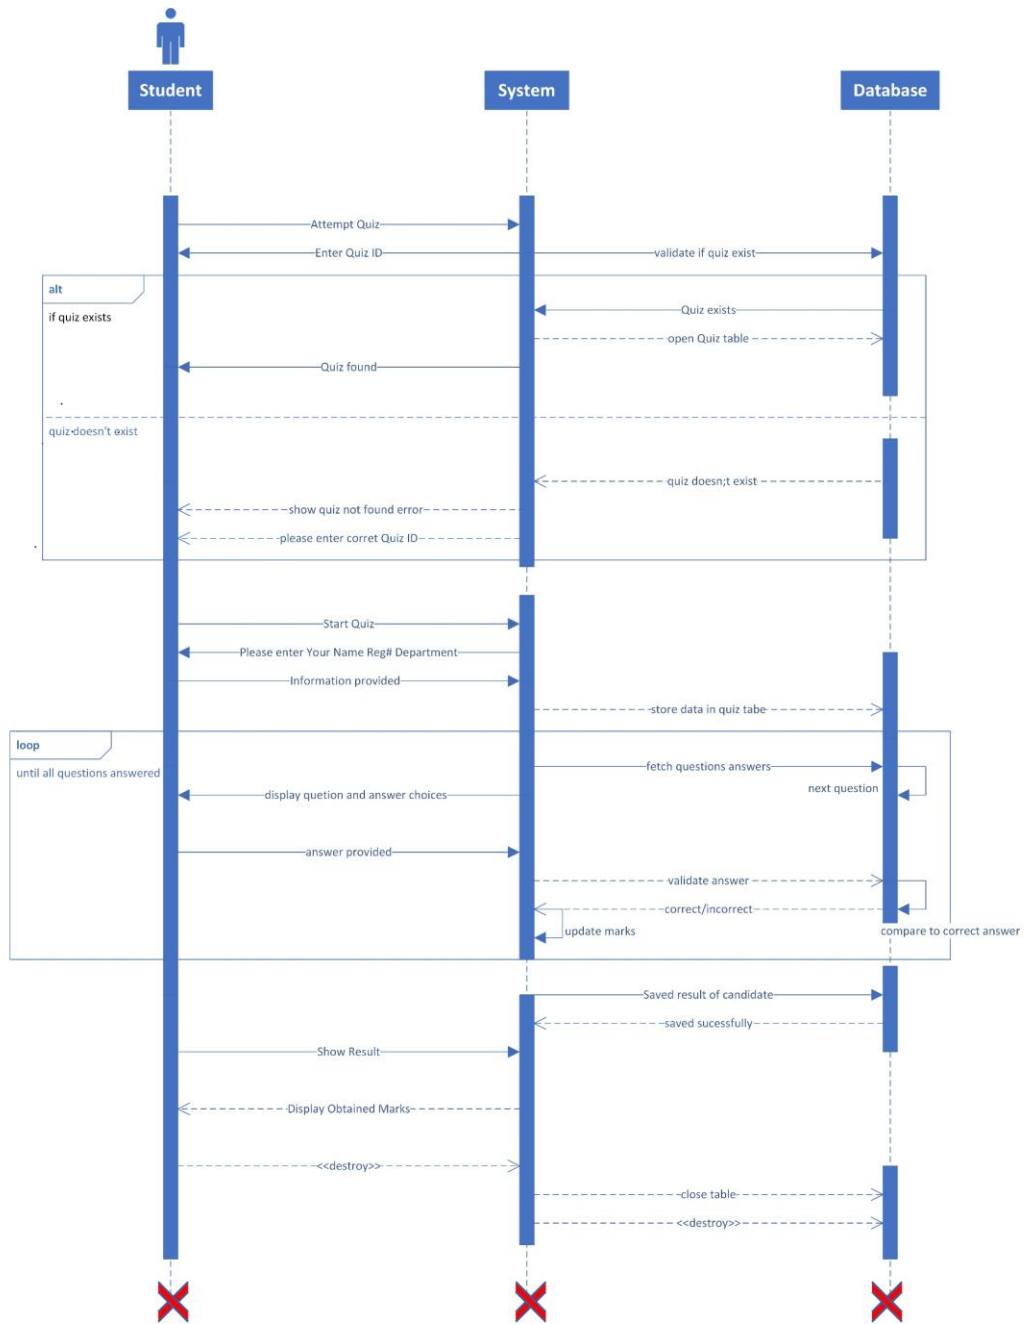 Student
System
Database
Attempt Quiz
Enter Quiz ID
validate if quiz exist
alt
if quiz exists
Quiz exists
open Quiz table
Quiz found
quiz doesn't exist
quiz doesn;t exist
show quiz not found error
please enter corret Quiz ID
Start Quiz
Please enter Your Name Reg# Department
Information provided
store data in quiz tabe
loop
until all questions answered
fetch questions answers
next question
display quetion and answer choices
answer provided
validate answer
correct/incorrect
update marks
compare to correct answer
Saved result of candidate
saved sucessfully
Show Result
Display Obtained Marks
<<destroy>>
close table
<<destroy>>